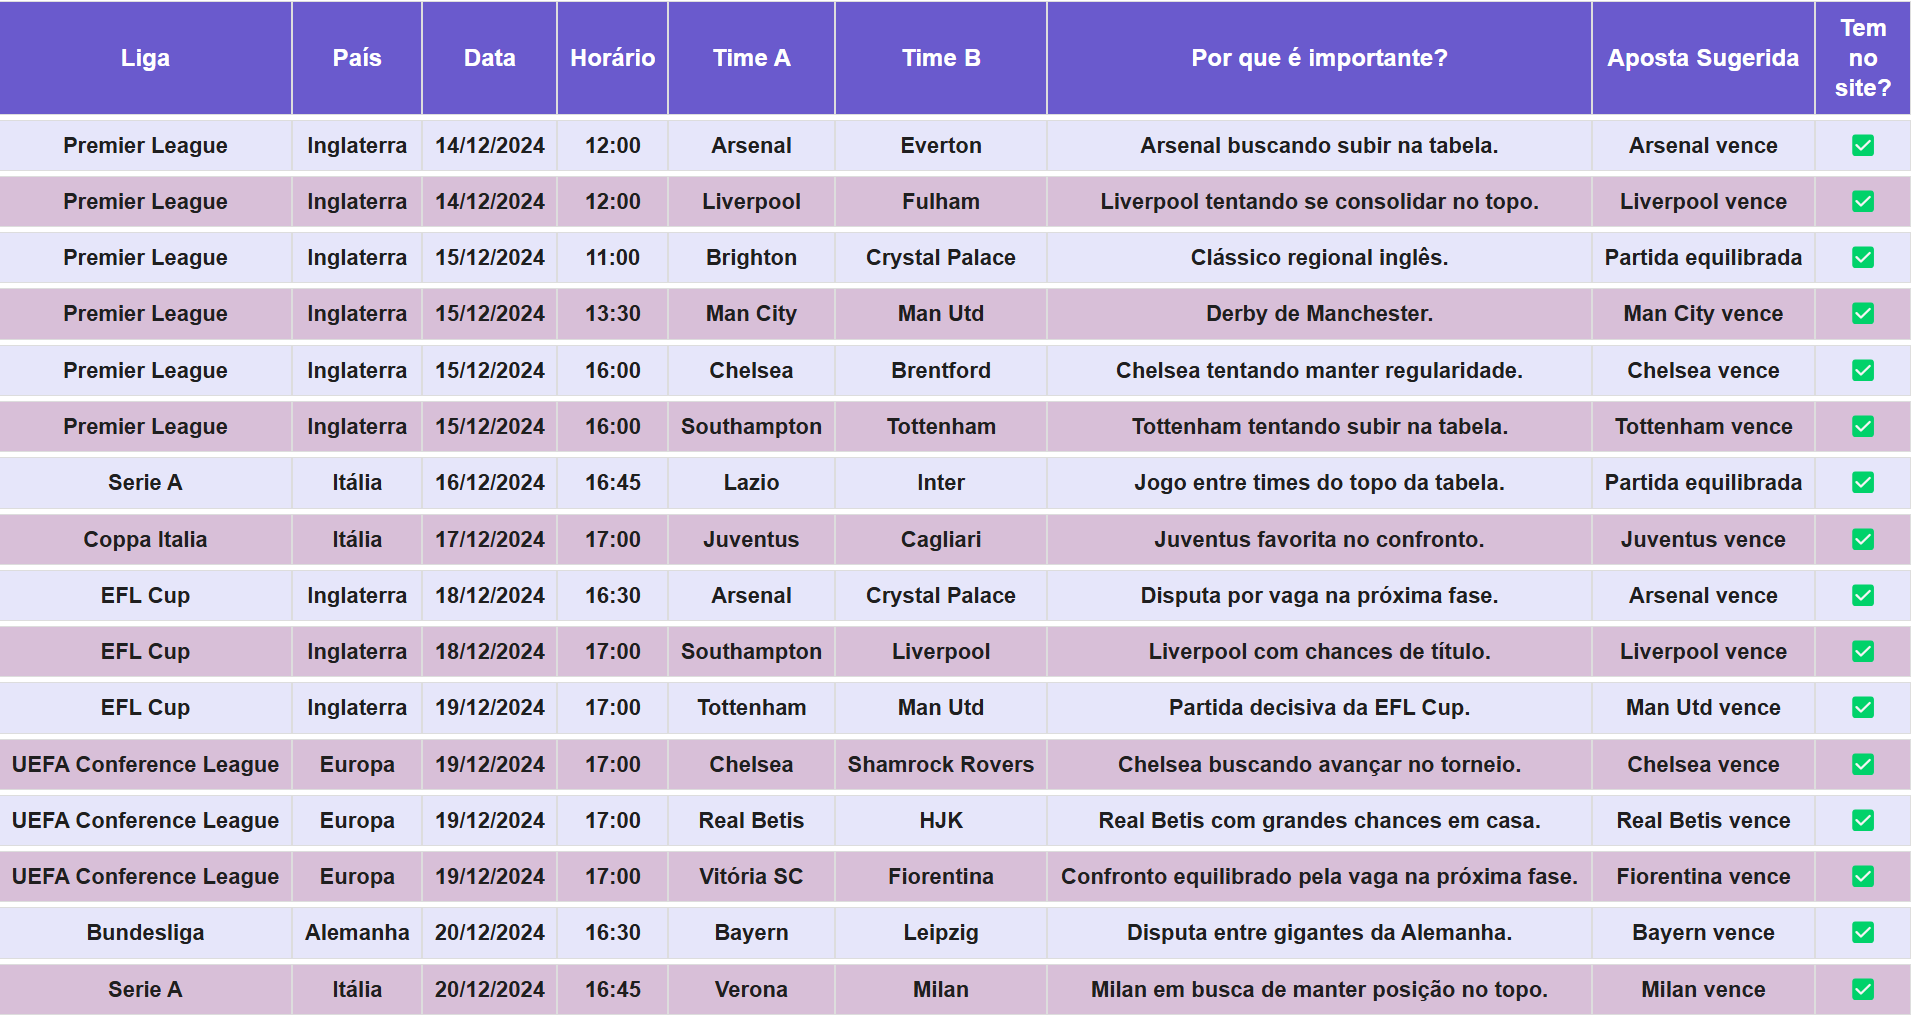 Liga País Data Horário Time A Time B Por que é importante? Aposta Sugerida Tem no site?
Premier League Inglaterra 14/12/2024 12:00 Arsenal Everton Arsenal buscando subir na tabela. Arsenal vence
Premier League Inglaterra 14/12/2024 12:00 Liverpool Fulham Liverpool tentando se consolidar no topo. Liverpool vence
Premier League Inglaterra 15/12/2024 11:00 Brighton Crystal Palace Clássico regional inglês. Partida equilibrada
Premier League Inglaterra 15/12/2024 13:30 Man City Man Utd Derby de Manchester. Man City vence
Premier League Inglaterra 15/12/2024 16:00 Chelsea Brentford Chelsea tentando manter regularidade. Chelsea vence
Premier League Inglaterra 15/12/2024 16:00 Southampton Tottenham Tottenham tentando subir na tabela. Tottenham vence
Serie A Itália 16/12/2024 16:45 Lazio Inter Jogo entre times do topo da tabela. Partida equilibrada
Coppa Italia Itália 17/12/2024 17:00 Juventus Cagliari Juventus favorita no confronto. Juventus vence
EFL Cup Inglaterra 18/12/2024 16:30 Arsenal Crystal Palace Disputa por vaga na próxima fase. Arsenal vence
EFL Cup Inglaterra 18/12/2024 17:00 Southampton Liverpool Liverpool com chances de título. Liverpool vence
EFL Cup Inglaterra 19/12/2024 17:00 Tottenham Man Utd Partida decisiva da EFL Cup. Man Utd vence
UEFA Conference League Europa 19/12/2024 17:00 Chelsea Shamrock Rovers Chelsea buscando avançar no torneio. Chelsea vence
UEFA Conference League Europa 19/12/2024 17:00 Real Betis HJK Real Betis com grandes chances em casa. Real Betis vence
UEFA Conference League Europa 19/12/2024 17:00 Vitória SC Fiorentina Confronto equilibrado pela vaga na próxima fase. Fiorentina vence
Bundesliga Alemanha 20/12/2024 16:30 Bayern Leipzig Disputa entre gigantes da Alemanha. Bayern vence
Serie A Itália 20/12/2024 16:45 Verona Milan Milan em busca de manter posição no topo. Milan vence